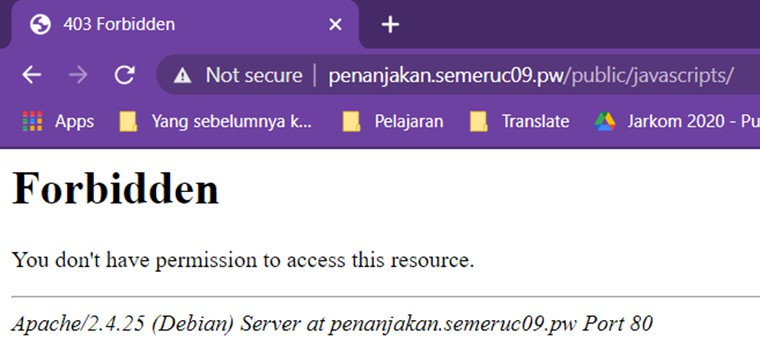 403 Forbidden
Not secure | penanjakan.semeruc09.pw/public/javascripts/
Apps Yang sebelumnya k... Pelajaran Translate Jarkom 2020 - Pu
Forbidden
You don't have permission to access this resource.
Apache/2.4.25 (Debian) Server at penanjakan.semeruc09.pw Port 80